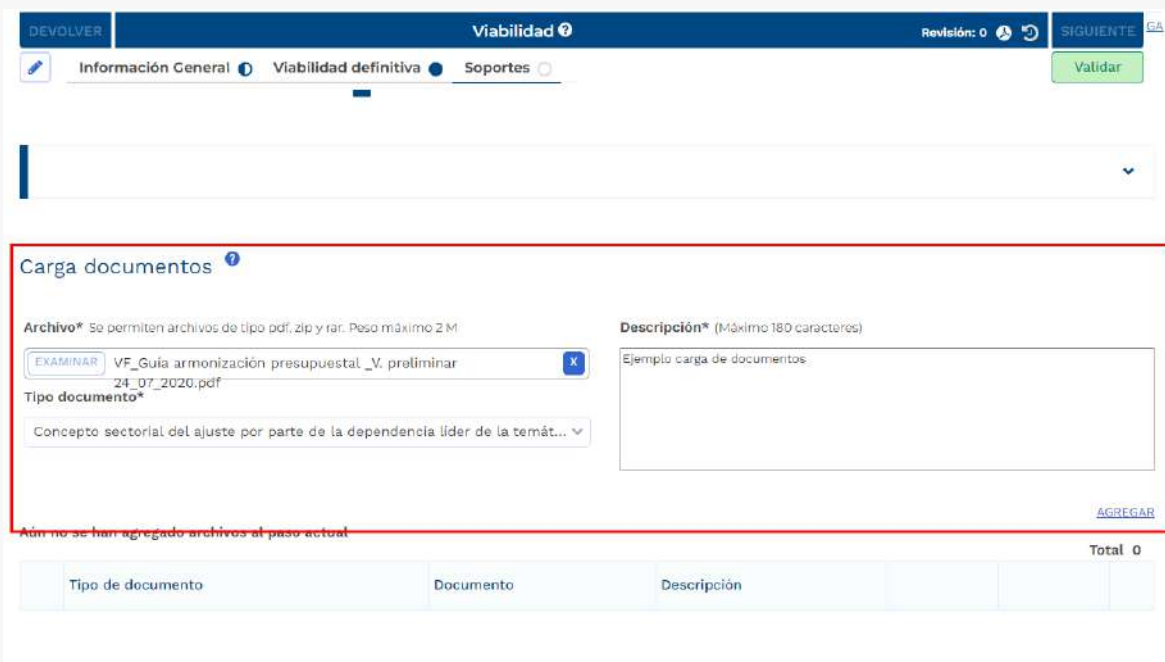 DEVOLVER Viabilidad ? Revisión: 0 SIGUIENTE GA
Información General Viabilidad definitiva Soportes Validar
Carga documentos ?
Archivo* Se permiten archivos de tipo pdf, zip y rar. Peso máximo 2 M Descripción* (Máximo 180 caracteres)
EXAMINAR VF_Guía armonización presupuestal _V. preliminar X Ejemplo carga de documentos
24_07_2020.pdf
Tipo documento*
Concepto sectorial del ajuste por parte de la dependencia líder de la temát...
AGREGAR
Aún no se han agregado archivos al paso actual
Total 0
Tipo de documento Documento Descripción